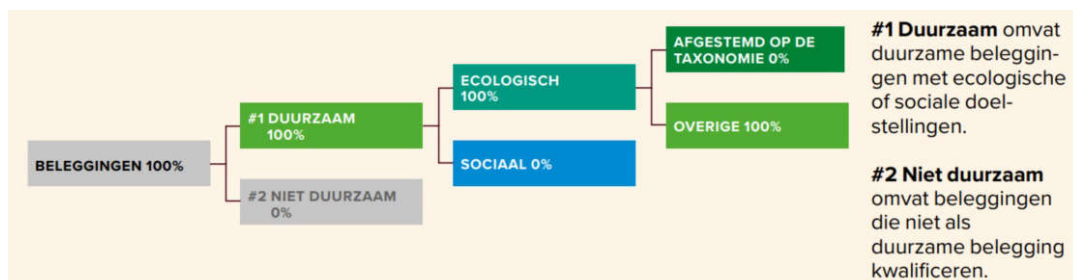 BELEGGINGEN 100%
#1 DUURZAAM
100%
#2 NIET DUURZAAM
0%
ECOLOGISCH
100%
SOCIAAL 0%
AFGESTEMD OP DE
TAXONOMIE 0%
OVERIGE 100%
#1 Duurzaam omvat
duurzame beleggin-
gen met ecologische
of sociale doel-
stellingen.
#2 Niet duurzaam
omvat beleggingen
die niet als
duurzame belegging
kwalificeren.